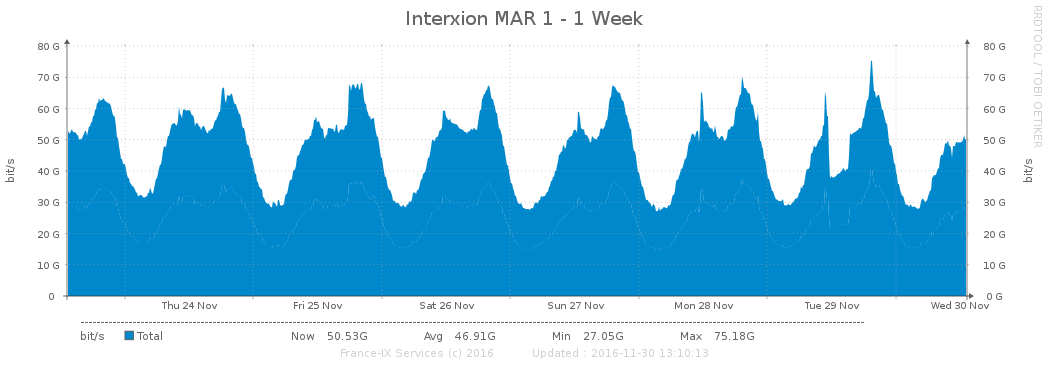 Interxion MAR 1 - 1 Week
RRDTOOL / TOBI OETIKER
80 G 80 G
70 G 70 G
60 G 60 G
50 G 50 G
40 G 40 G
30 G 30 G
20 G 20 G
10 G 10 G
0 0 G
bit/s bit/s
Thu 24 Nov Fri 25 Nov Sat 26 Nov Sun 27 Nov Mon 28 Nov Tue 29 Nov Wed 30 Nov
bit/s Total Now 50.53G Avg 46.91G Min 27.05G Max 75.18G
France-IX Services (c) 2016 Updated : 2016-11-30 13:10:13